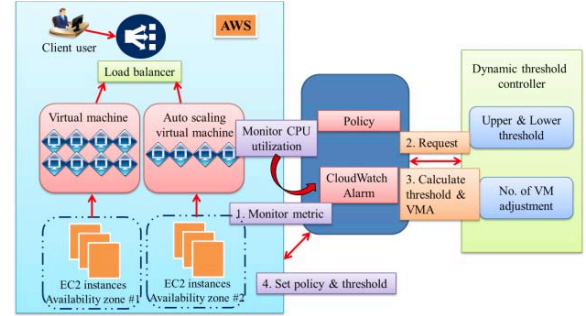 Client user
AWS
Load balancer
Virtual machine
Auto scaling
virtual machine
Monitor CPU
utilization
Policy
CloudWatch
Alarm
1. Monitor metric
2. Request
3. Calculate
threshold &
VMA
4. Set policy & threshold
Dynamic threshold
controller
Upper & Lower
threshold
No. of VM
adjustment
EC2 instances
Availability zone #1
EC2 instances
Availability zone #2